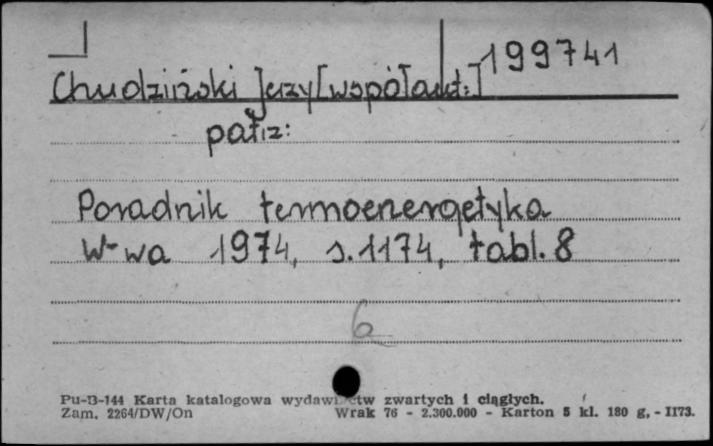 199741
Chudziński Jerzy [współaut.]
patrz:
Poradnik termoenergetyka
W-wa 1974, s. 1174, tabl. 8
6
Pu-B-144 Karta katalogowa wydawnictw zwartych i ciągłych.
Zam. 2264/DW/On Wrak 76 - 2.300.000 - Karton 5 kl. 180 g. - II73.